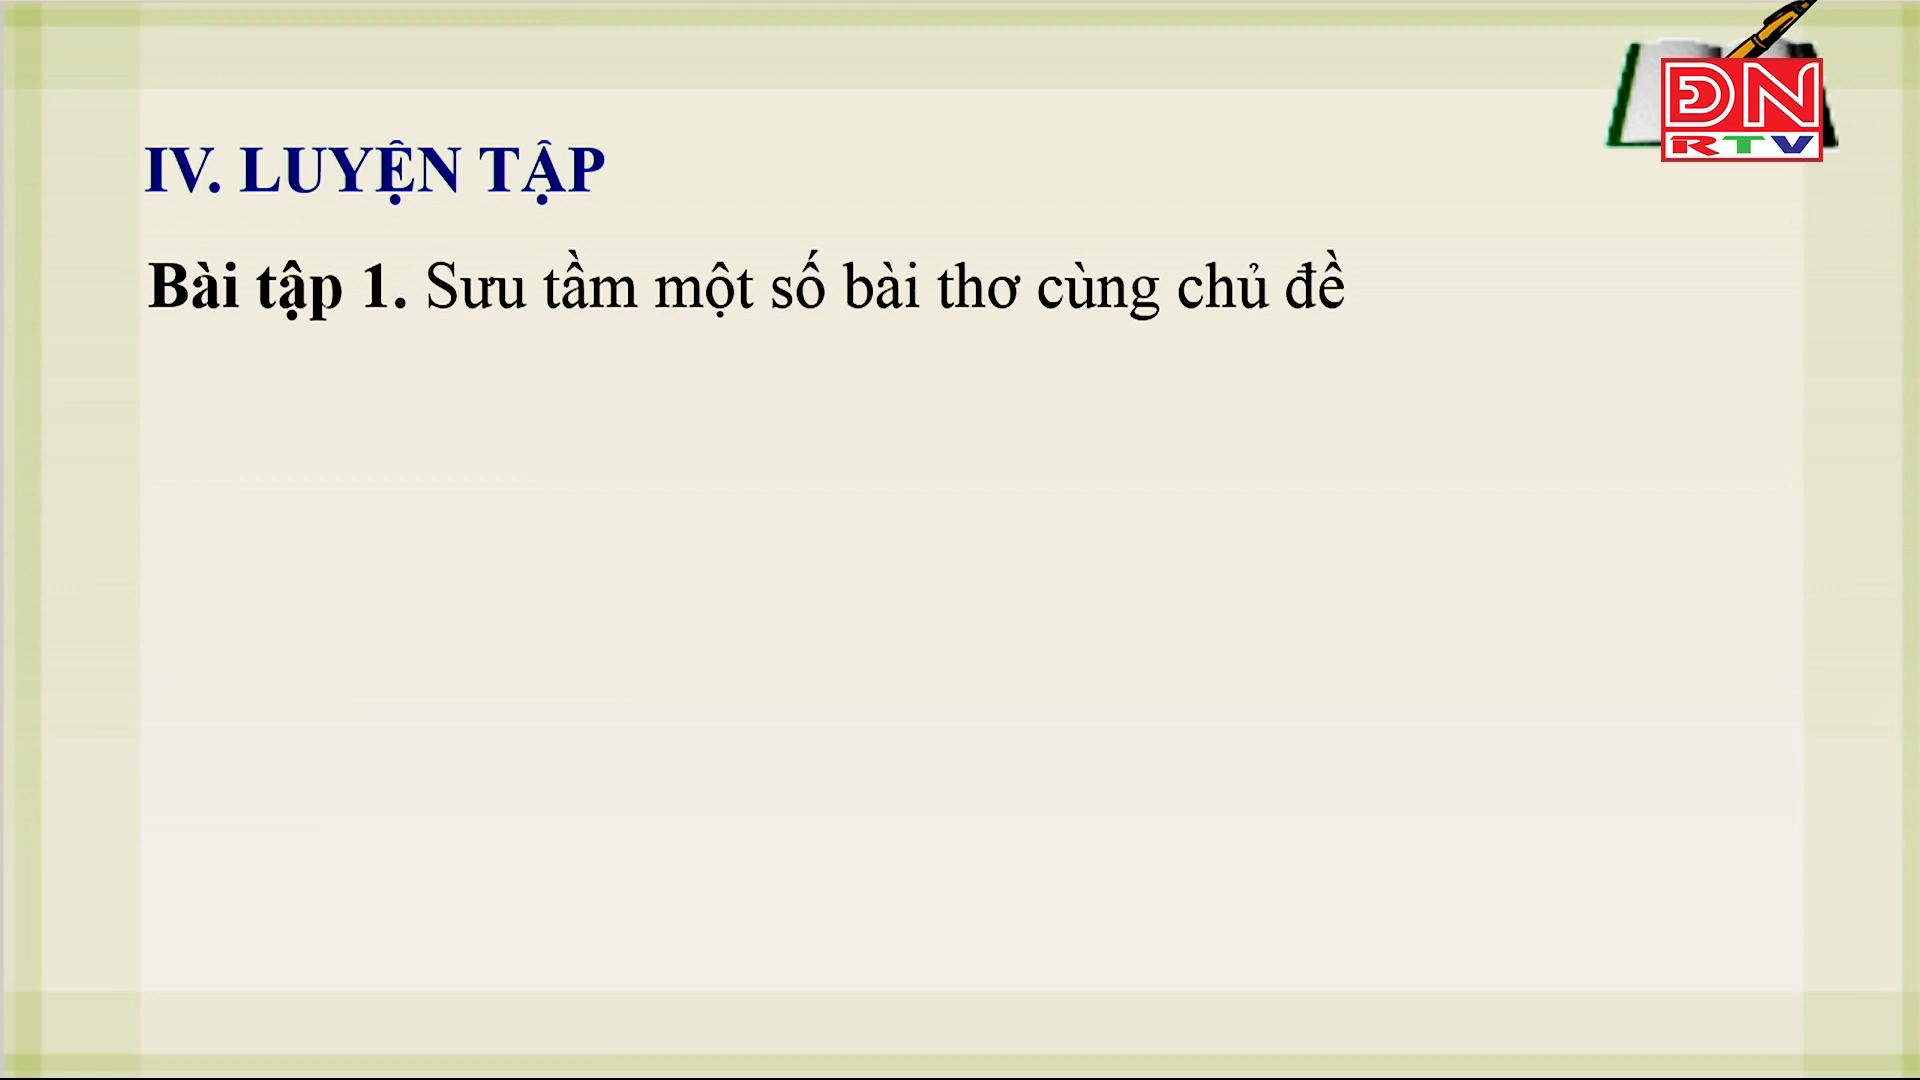 ĐN
RTV
IV. LUYỆN TẬP
Bài tập 1. Sưu tầm một số bài thơ cùng chủ đề